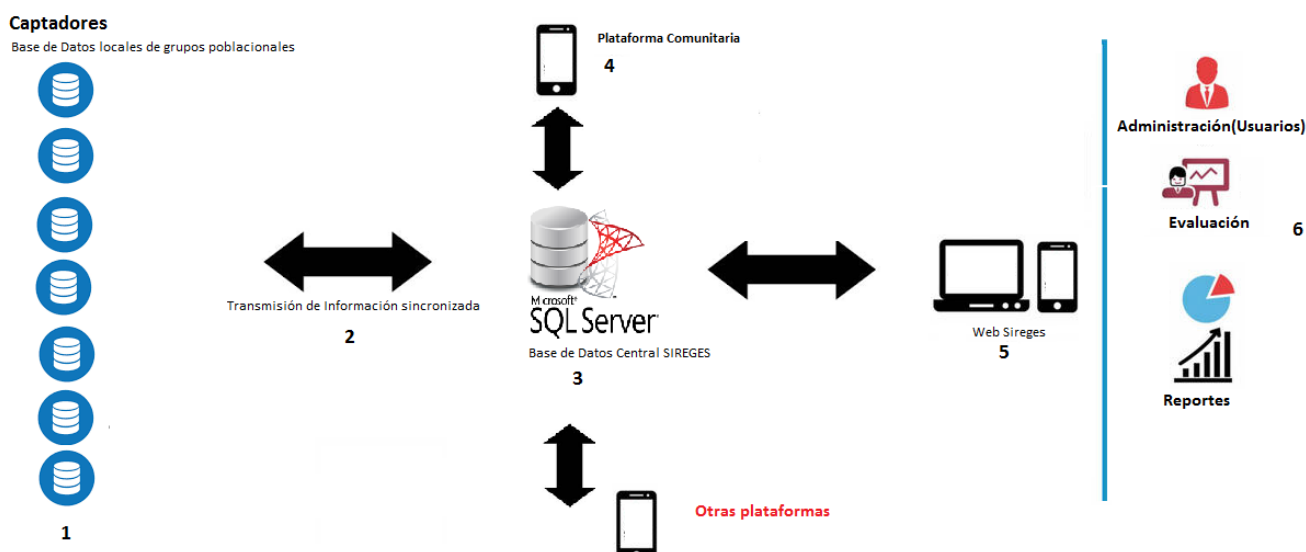 Captadores
Base de Datos locales de grupos poblacionales
1
Transmisión de Información sincronizada
2
Plataforma Comunitaria
4
Microsoft®
SQL Server®
Base de Datos Central SIREGES
3
Otras plataformas
Web Sireges
5
Administración(Usuarios)
Evaluación
6
Reportes